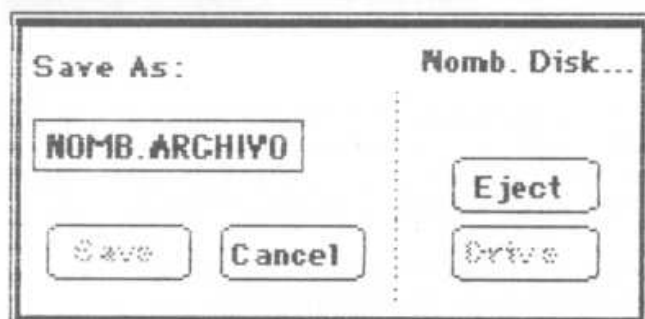 Save As:
Nomb. Disk...
NOMB.ARCHIVO
Eject
Save
Cancel
Drive